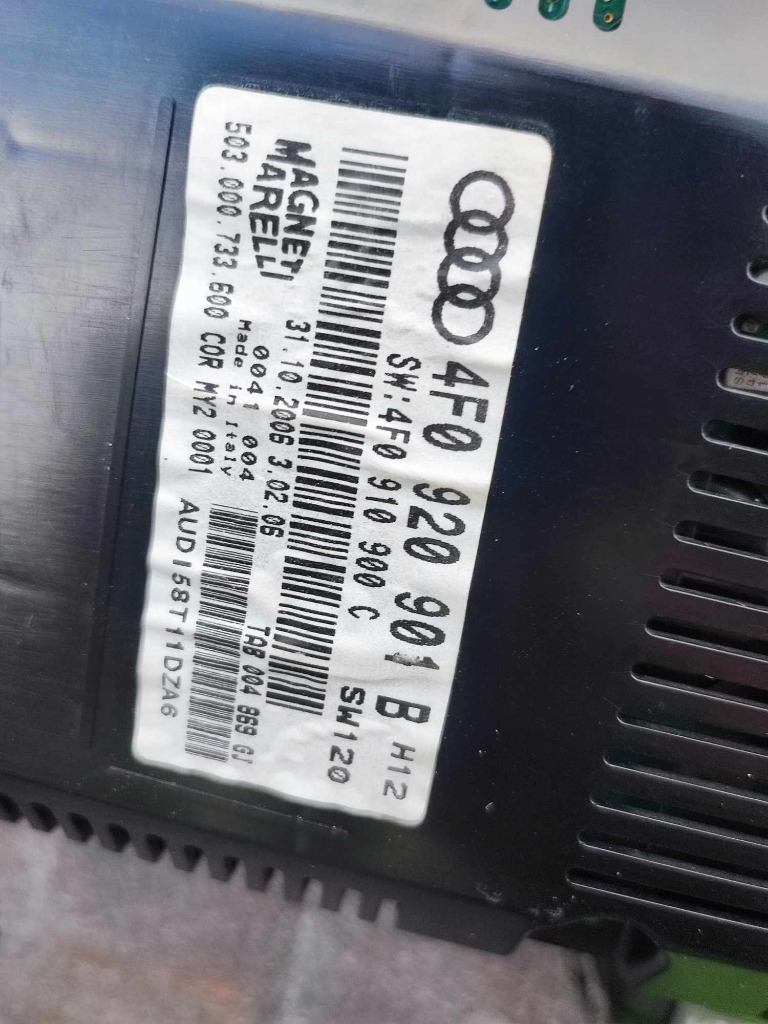 4F0 920 901 B H12
SW:4F0 910 900 C SW120
MAGNETI
MARELLI
31.10.2006 3.02.06
0041 004
TAB 004 869 GJ
Made in Italy
503.000.733.600 COR MY2 0001
AUDI58T11DZA6